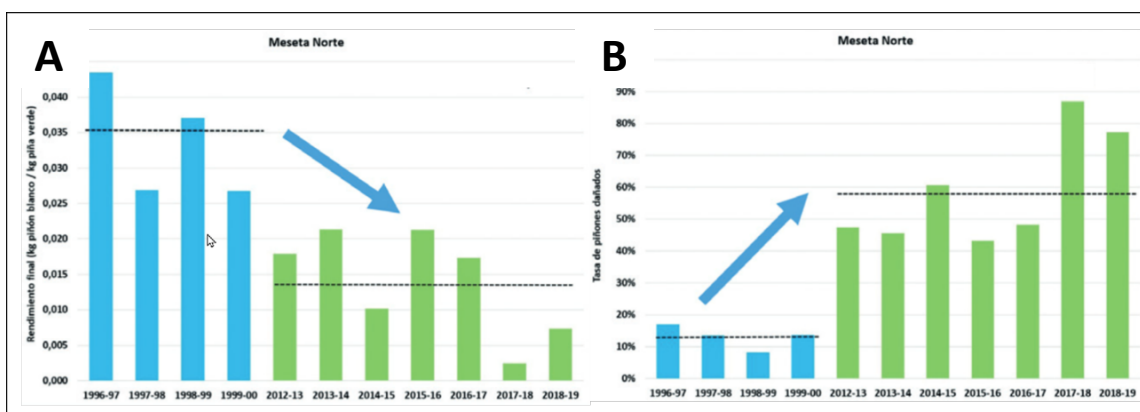 A
Meseta Norte
Rendimiento final (kg piñón blanco / kg piña verde)
0,040
0,035
0,030
0,025
0,020
0,015
0,010
0,005
0,000
1996-97 1997-98 1998-99 1999-00 2012-13 2013-14 2014-15 2015-16 2016-17 2017-18 2018-19
B
Meseta Norte
Tasa de piñones dañados
90%
80%
70%
60%
50%
40%
30%
20%
10%
0%
1996-97 1997-98 1998-99 1999-00 2012-13 2013-14 2014-15 2015-16 2016-17 2017-18 2018-19